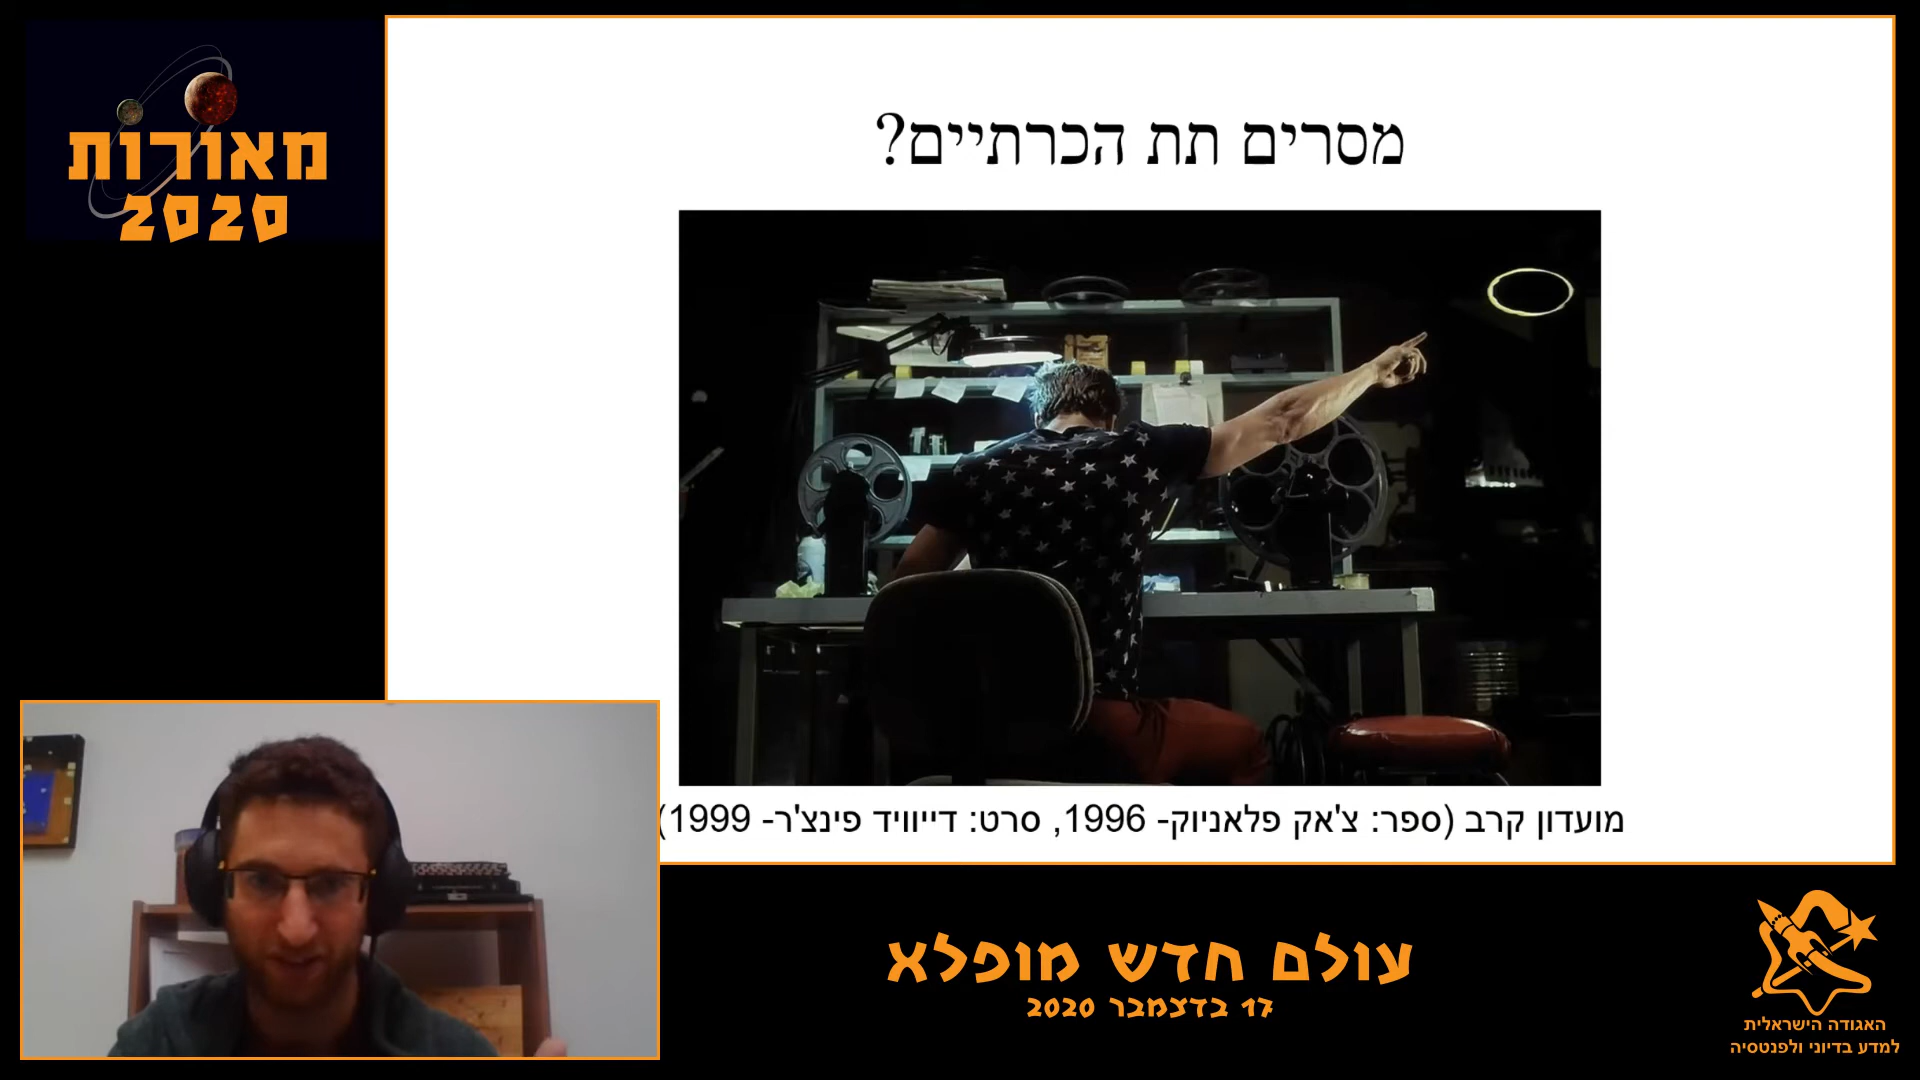 מאורות
2020
מסרים תת הכרתיים?
מועדון קרב (ספר: צ'אק פלאניוק- 1996, סרט: דייוויד פינצ'ר- 1999)
עולם חדש מופלא
17 בדצמבר 2020
האגודה הישראלית
למדע בדיוני ולפנטסיה